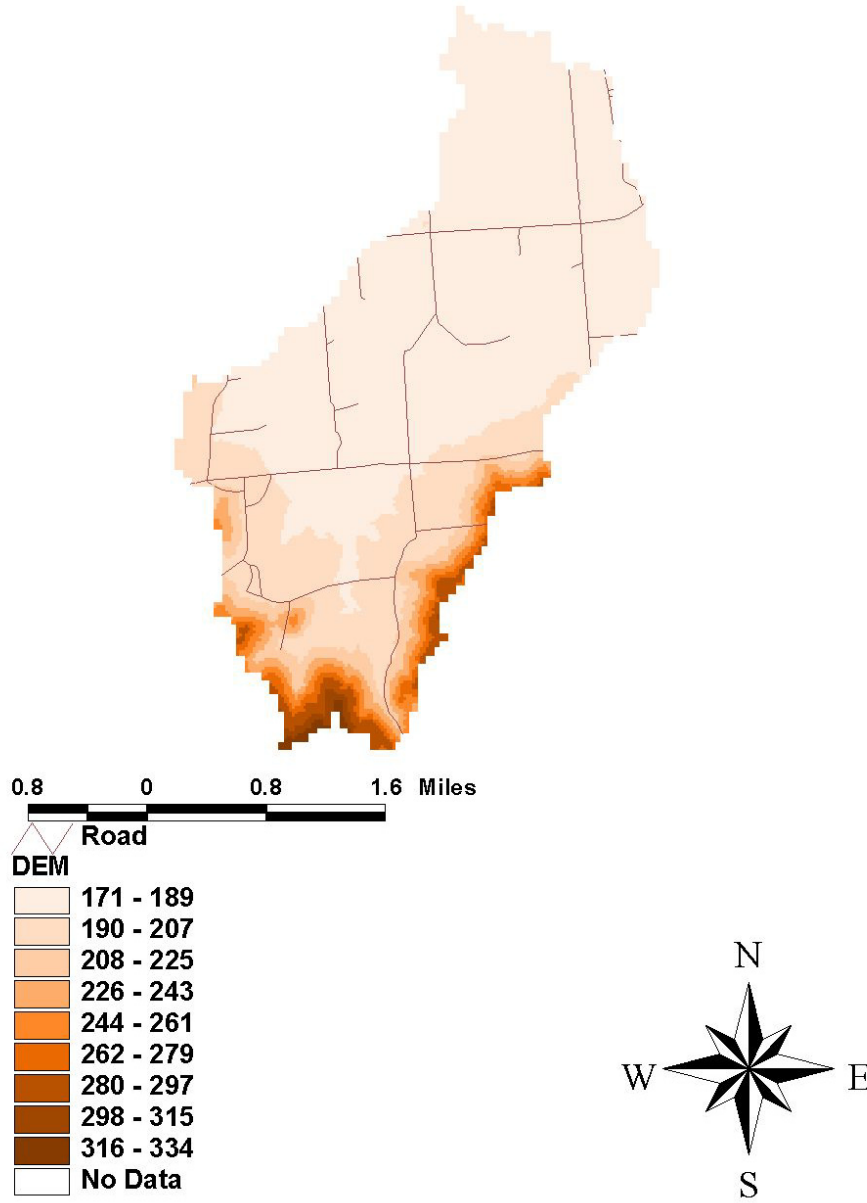 0.8 0 0.8 1.6 Miles
Road
DEM
171 - 189
190 - 207
208 - 225
226 - 243
244 - 261
262 - 279
280 - 297
298 - 315
316 - 334
No Data
N
W E
S